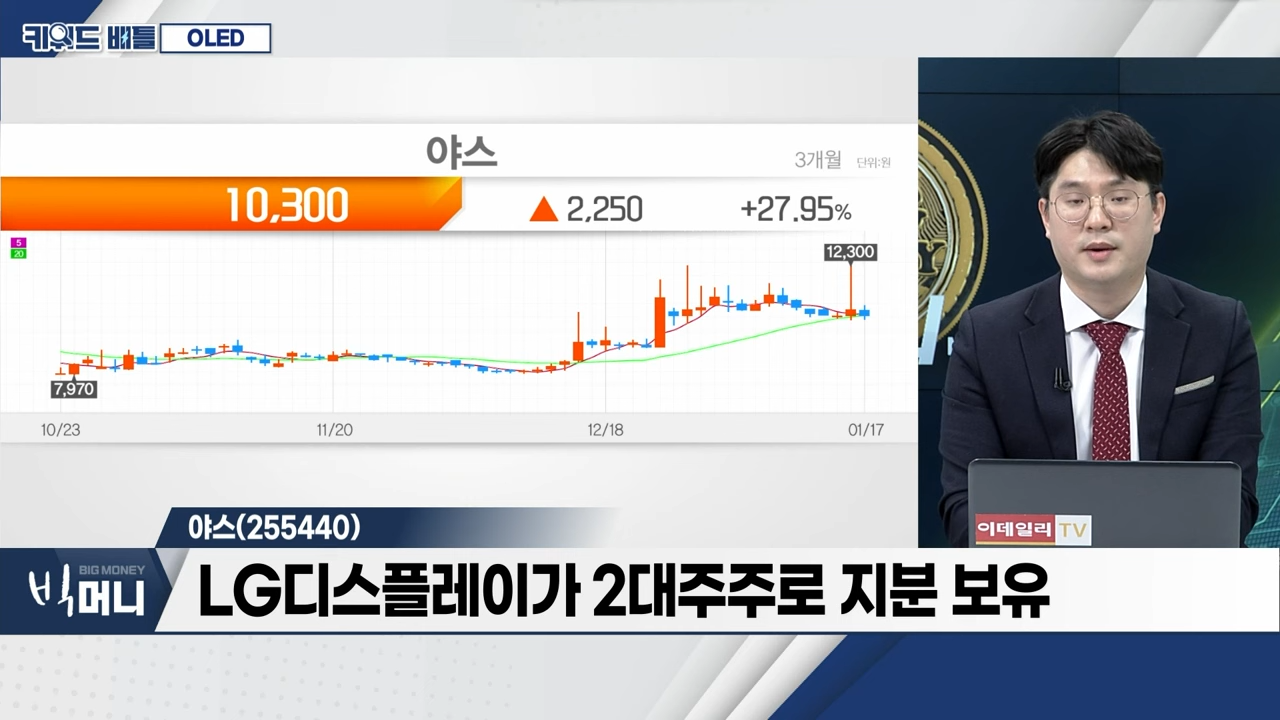 키워드 배틀 OLED
야스
3개월 단위:원
10,300 ▲ 2,250 +27.95%
5
20
12,300
7,970
10/23 11/20 12/18 01/17
이데일리 TV
야스(255440)
BIG MONEY
빅머니
LG디스플레이가 2대주주로 지분 보유